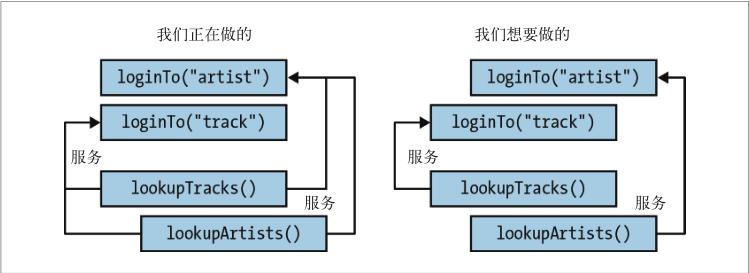 我们正在做的
loginTo("artist")
loginTo("track")
服务
lookupTracks()
服务
lookupArtists()
我们想要做的
loginTo("artist")
loginTo("track")
服务
lookupTracks()
服务
lookupArtists()